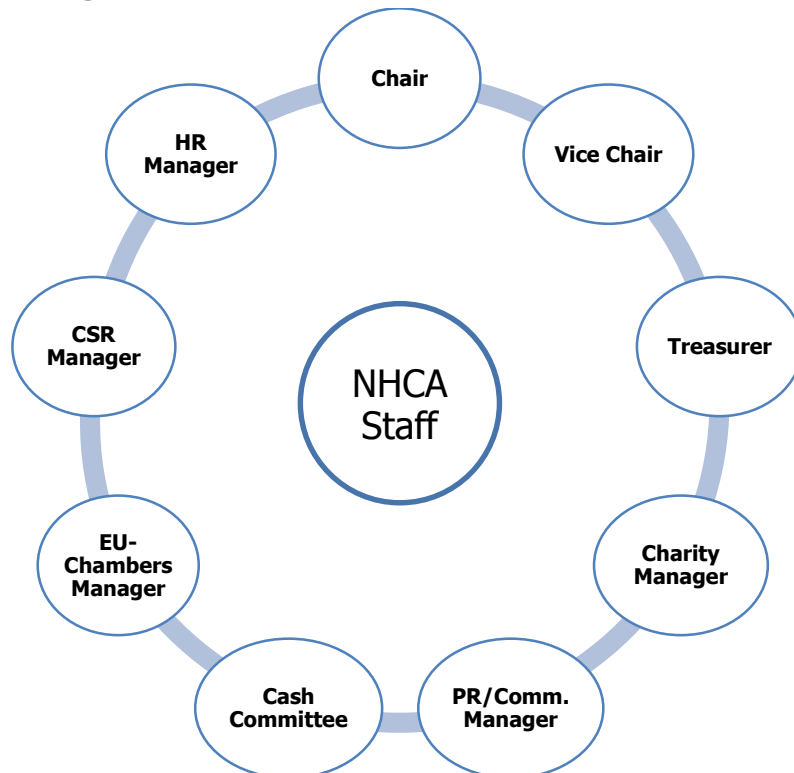 Chair
HR
Manager
Vice Chair
CSR
Manager
Treasurer
NHCA
Staff
EU-
Chambers
Manager
Charity
Manager
Cash
Committee
PR/Comm.
Manager